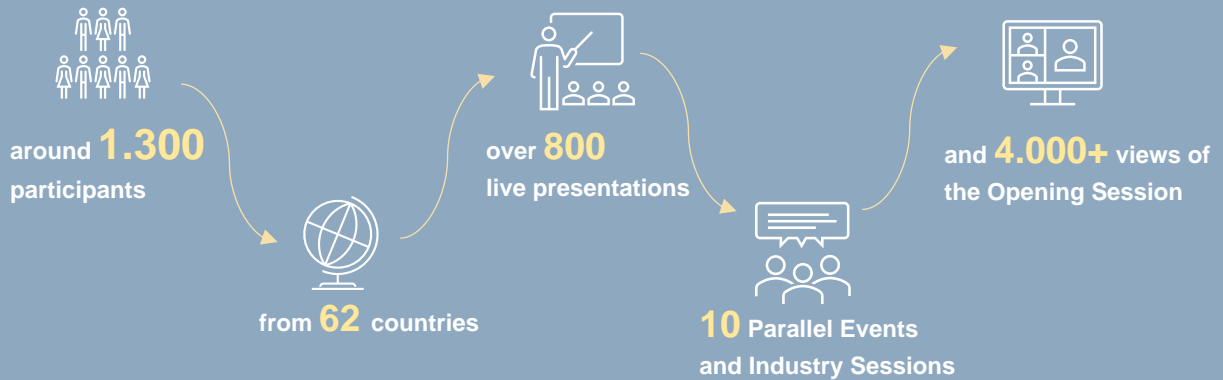 around 1.300
participants
from 62 countries
over 800
live presentations
10 Parallel Events
and Industry Sessions
and 4.000+ views of
the Opening Session